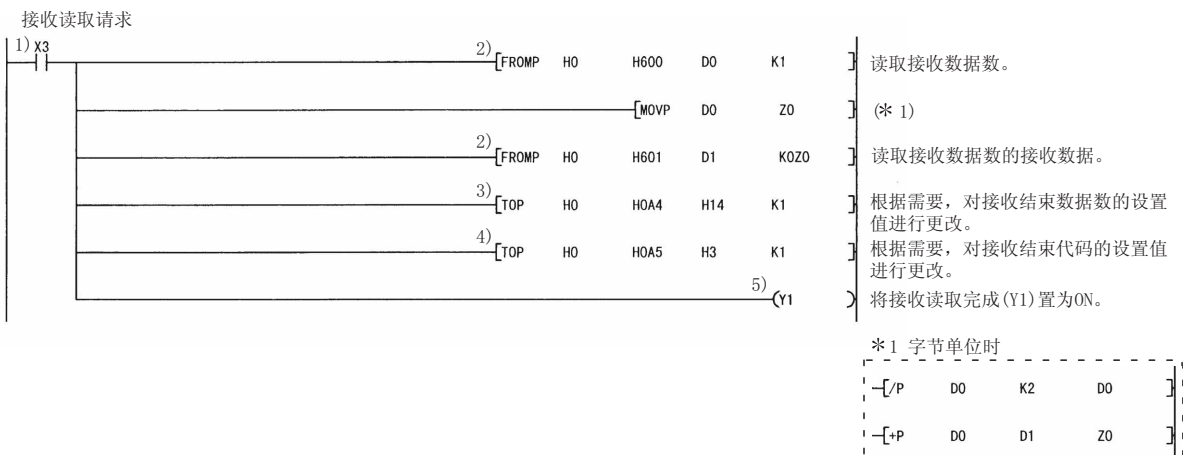 接收读取请求
1) X3
2) [FROMP H0 H600 D0 K1 ] 读取接收数据数。
[MOVP D0 Z0 ] (* 1)
2) [FROMP H0 H601 D1 K0Z0 ] 读取接收数据数的接收数据。
3) [TOP H0 H0A4 H14 K1 ] 根据需要，对接收结束数据数的设置
值进行更改。
4) [TOP H0 H0A5 H3 K1 ] 根据需要，对接收结束代码的设置值
进行更改。
5) (Y1 ) 将接收读取完成(Y1)置为ON。
*1 字节单位时
[/P D0 K2 D0 ]
[+P D0 D1 Z0 ]